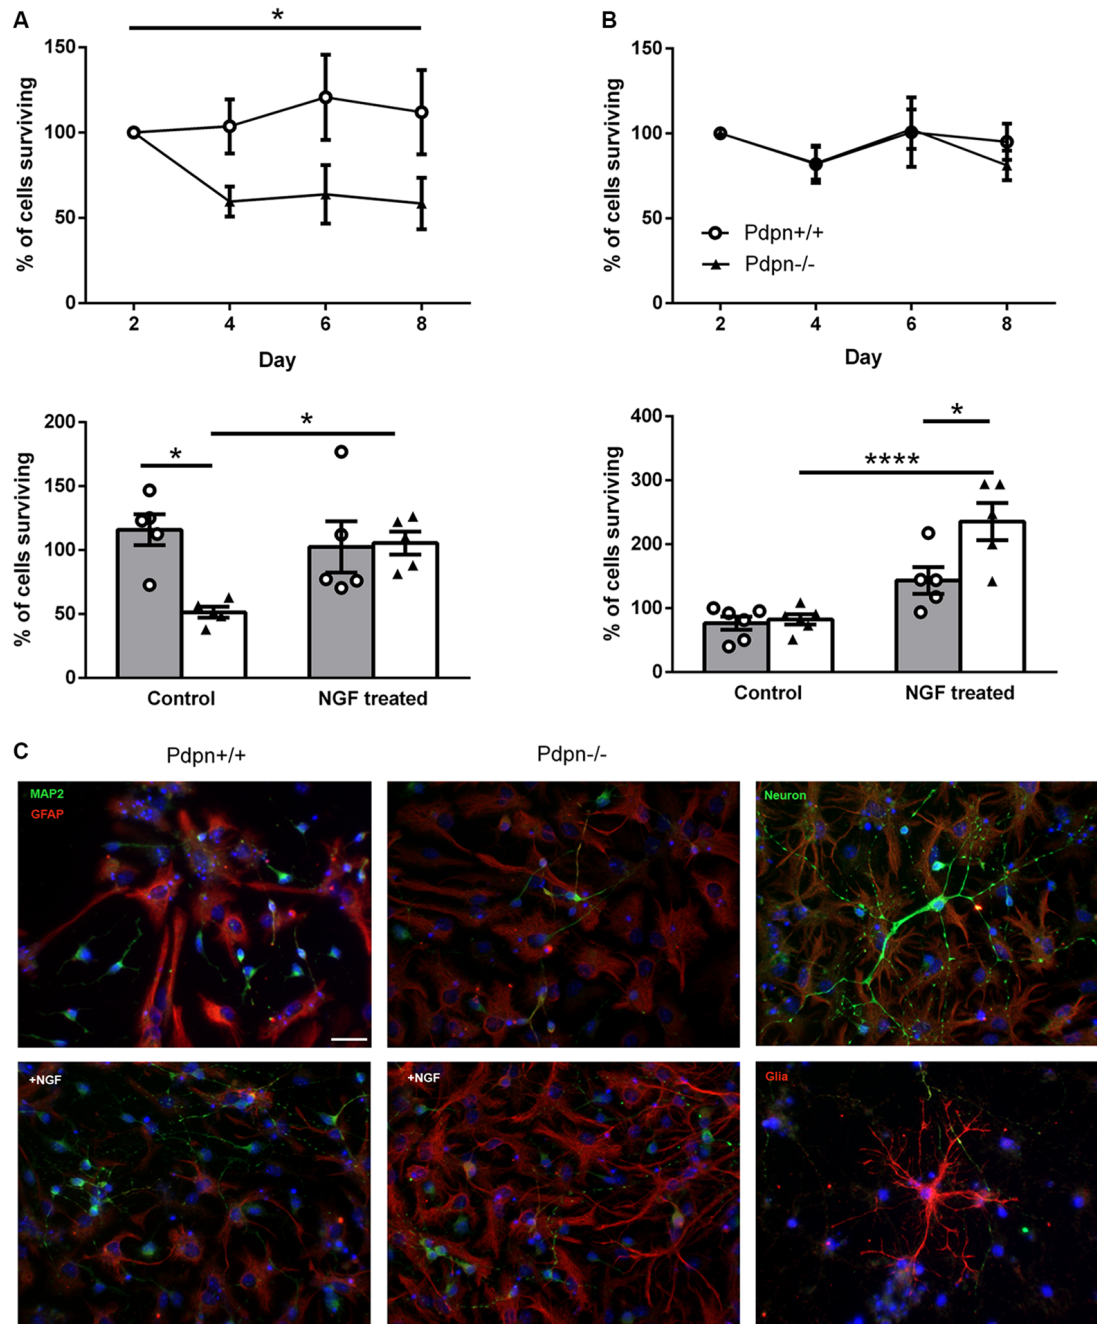 A
*
% of cells surviving
150
100
50
0
2 4 6 8
Day
B
% of cells surviving
150
100
50
0
Pdpn+/+
Pdpn-/-
2 4 6 8
Day
% of cells surviving
200
150
100
50
0
*
*
Control NGF treated
% of cells surviving
400
300
200
100
0
*
****
Control NGF treated
C
Pdpn+/+ Pdpn-/-
MAP2
GFAP
Neuron
+NGF
+NGF
Glia